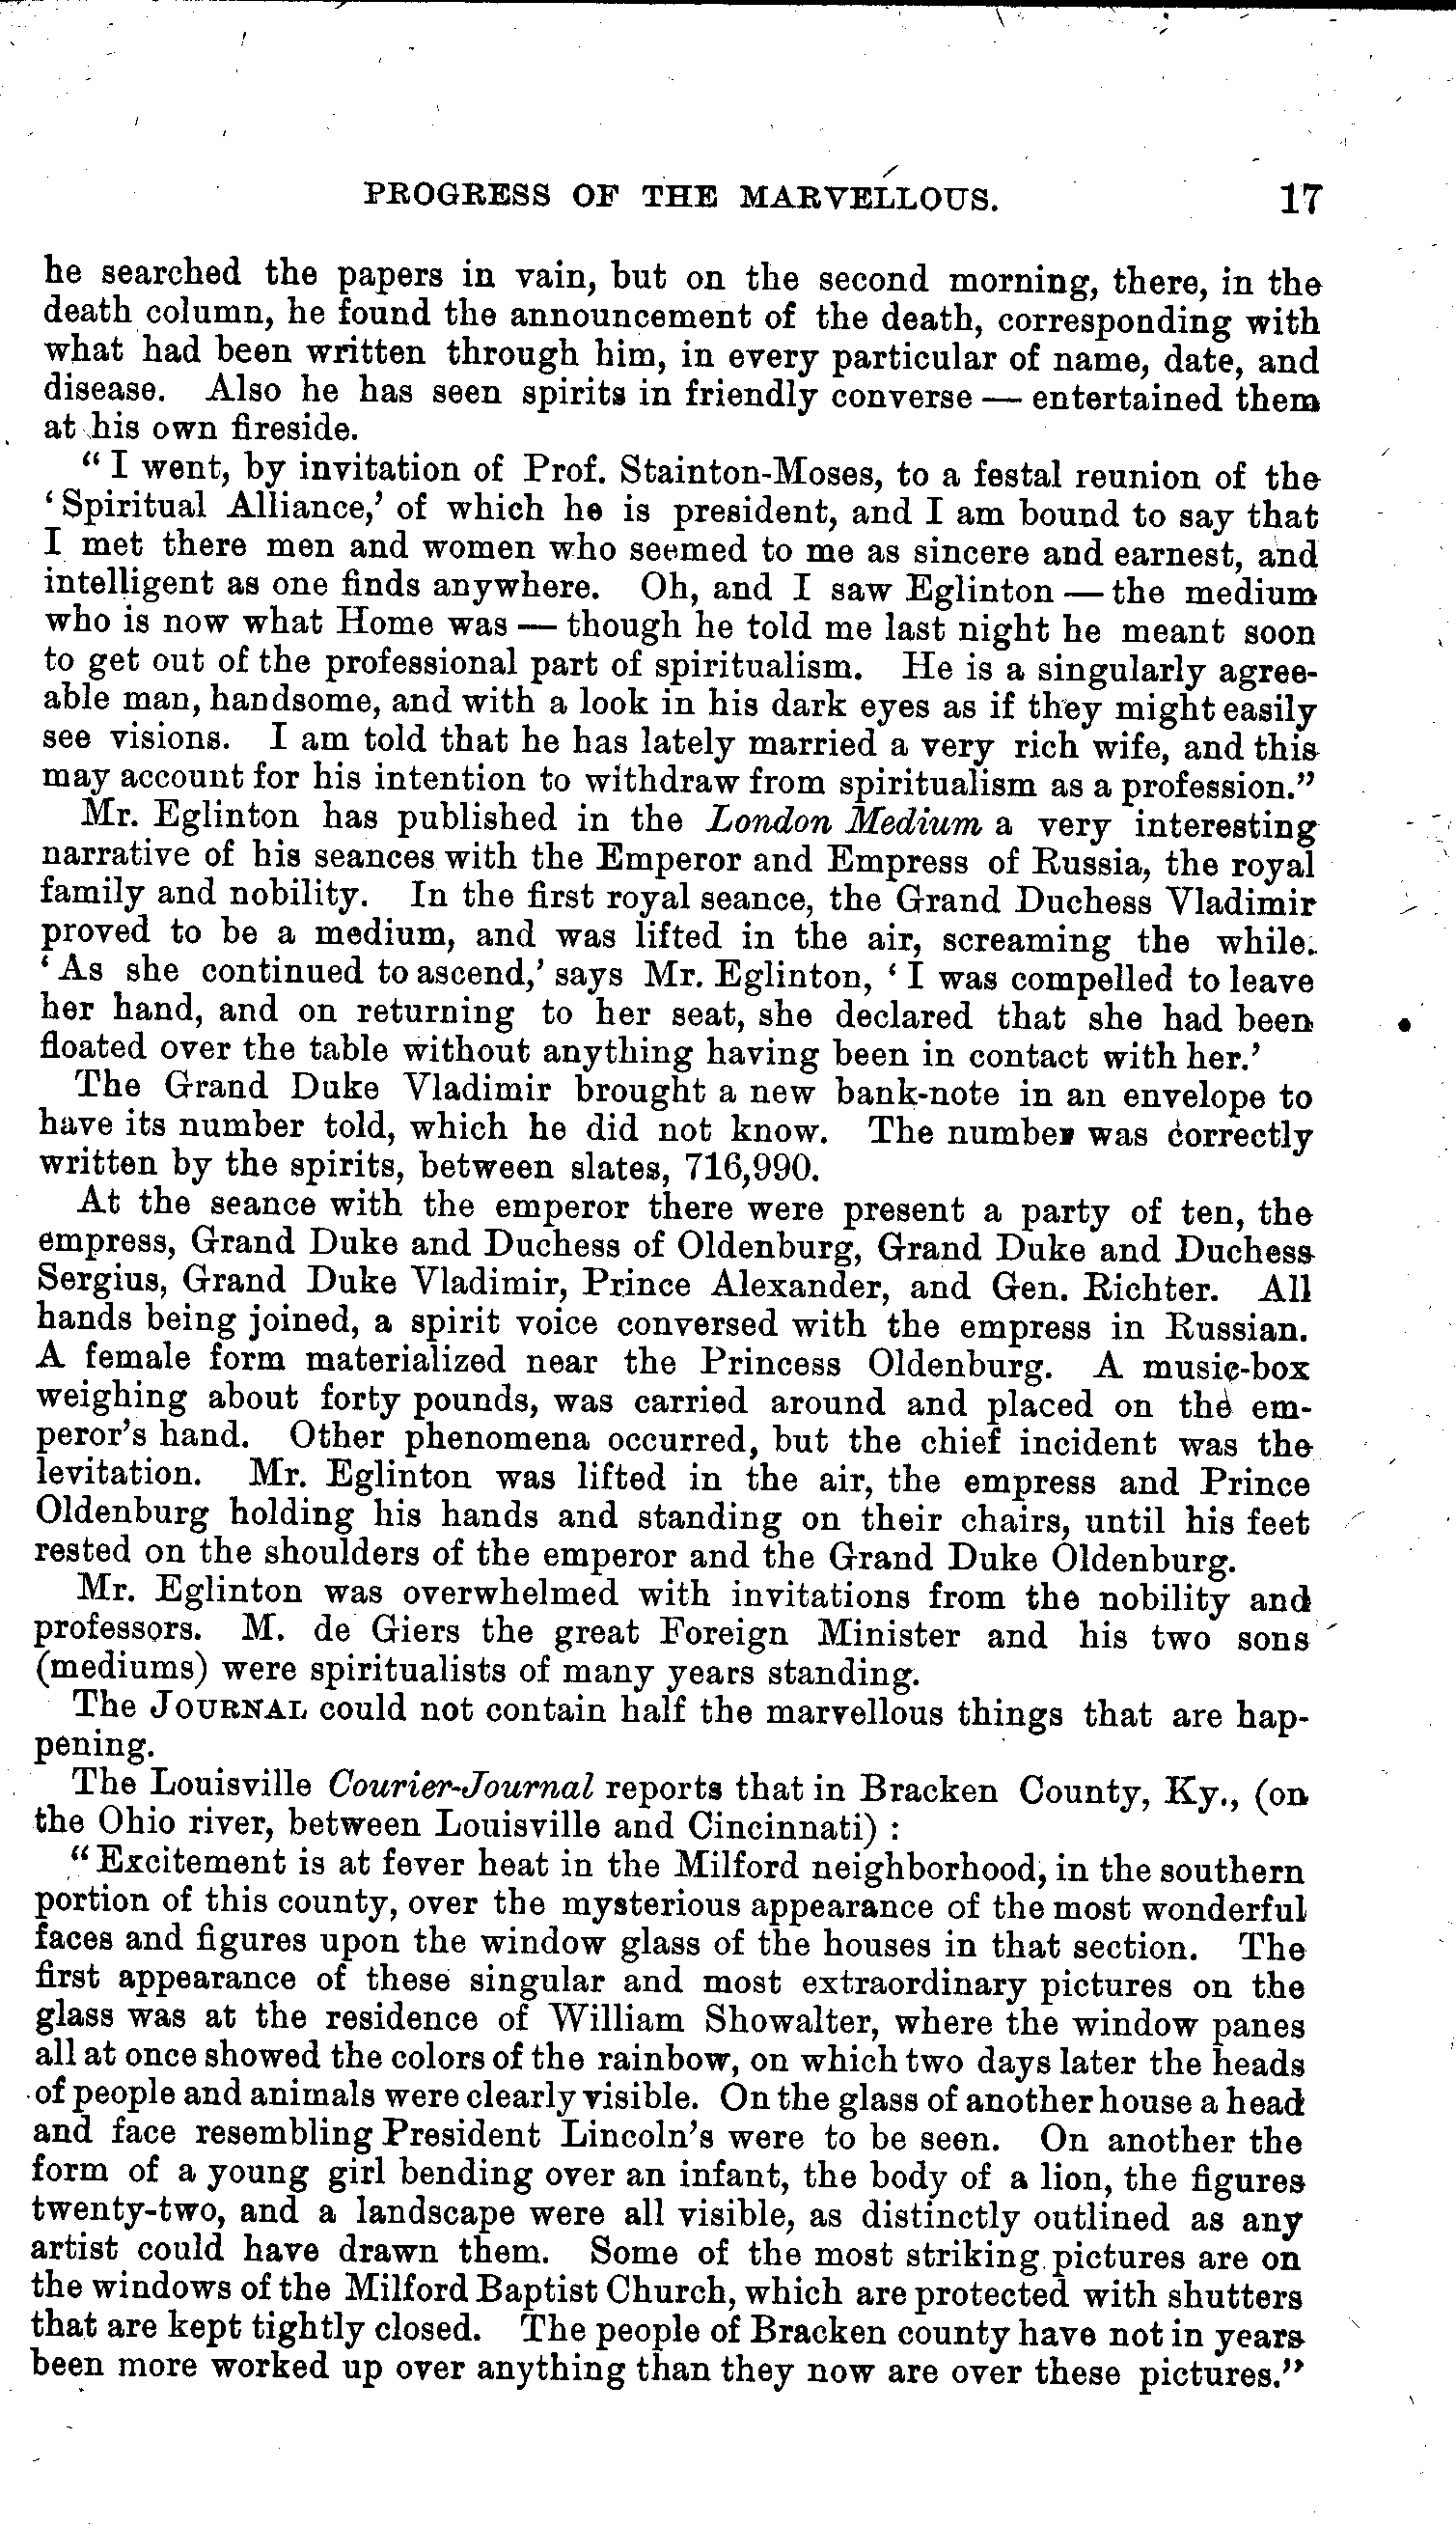 PROGRESS OF THE MARVELLOUS. 17
he searched the papers in vain, but on the second morning, there, in the
death column, he found the announcement of the death, corresponding with
what had been written through him, in every particular of name, date, and
disease. Also he has seen spirits in friendly converse — entertained them
at his own fireside.
“ I went, by invitation of Prof. Stainton-Moses, to a festal reunion of the
‘ Spiritual Alliance,’ of which he is president, and I am bound to say that
I met there men and women who seemed to me as sincere and earnest, and
intelligent as one finds anywhere. Oh, and I saw Eglinton — the medium
who is now what Home was — though he told me last night he meant soon
to get out of the professional part of spiritualism. He is a singularly agree-
able man, handsome, and with a look in his dark eyes as if they might easily
see visions. I am told that he has lately married a very rich wife, and this
may account for his intention to withdraw from spiritualism as a profession.”
Mr. Eglinton has published in the London Medium a very interesting
narrative of his seances with the Emperor and Empress of Russia, the royal
family and nobility. In the first royal seance, the Grand Duchess Vladimir
proved to be a medium, and was lifted in the air, screaming the while.
‘ As she continued to ascend,’ says Mr. Eglinton, ‘ I was compelled to leave
her hand, and on returning to her seat, she declared that she had been
floated over the table without anything having been in contact with her.’
The Grand Duke Vladimir brought a new bank-note in an envelope to
have its number told, which he did not know. The number was correctly
written by the spirits, between slates, 716,990.
At the seance with the emperor there were present a party of ten, the
empress, Grand Duke and Duchess of Oldenburg, Grand Duke and Duchess
Sergius, Grand Duke Vladimir, Prince Alexander, and Gen. Richter. All
hands being joined, a spirit voice conversed with the empress in Russian.
A female form materialized near the Princess Oldenburg. A music-box
weighing about forty pounds, was carried around and placed on the em-
peror’s hand. Other phenomena occurred, but the chief incident was the
levitation. Mr. Eglinton was lifted in the air, the empress and Prince
Oldenburg holding his hands and standing on their chairs, until his feet
rested on the shoulders of the emperor and the Grand Duke Oldenburg.
Mr. Eglinton was overwhelmed with invitations from the nobility and
professors. M. de Giers the great Foreign Minister and his two sons
(mediums) were spiritualists of many years standing.
The JOURNAL could not contain half the marvellous things that are hap-
pening.
The Louisville Courier-Journal reports that in Bracken County, Ky., (on
the Ohio river, between Louisville and Cincinnati) :
“ Excitement is at fever heat in the Milford neighborhood, in the southern
portion of this county, over the mysterious appearance of the most wonderful
faces and figures upon the window glass of the houses in that section. The
first appearance of these singular and most extraordinary pictures on the
glass was at the residence of William Showalter, where the window panes
all at once showed the colors of the rainbow, on which two days later the heads
of people and animals were clearly visible. On the glass of another house a head
and face resembling President Lincoln’s were to be seen. On another the
form of a young girl bending over an infant, the body of a lion, the figures
twenty-two, and a landscape were all visible, as distinctly outlined as any
artist could have drawn them. Some of the most striking pictures are on
the windows of the Milford Baptist Church, which are protected with shutters
that are kept tightly closed. The people of Bracken county have not in years
been more worked up over anything than they now are over these pictures.”